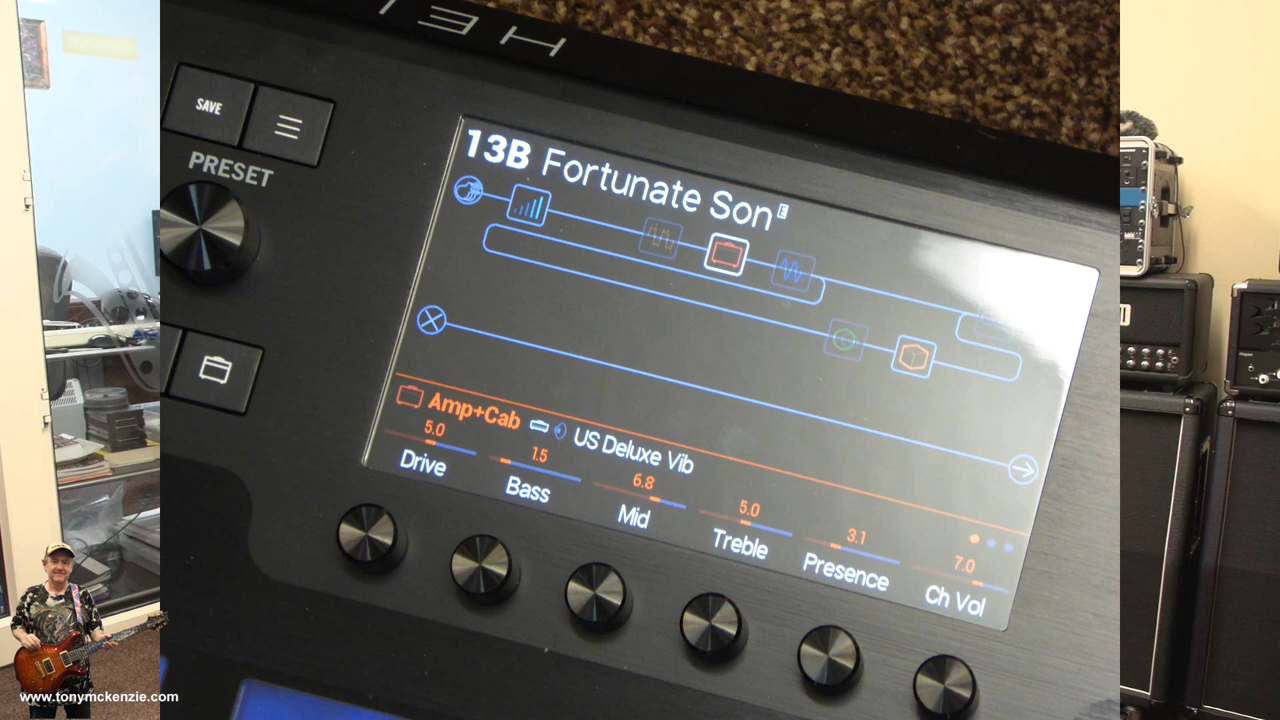 HE
SAVE
PRESET
13B Fortunate Son E
Amp+Cab US Deluxe Vib
5.0 1.5 6.8 5.0 3.1 7.0
Drive Bass Mid Treble Presence Ch Vol
www.tonymckenzie.com